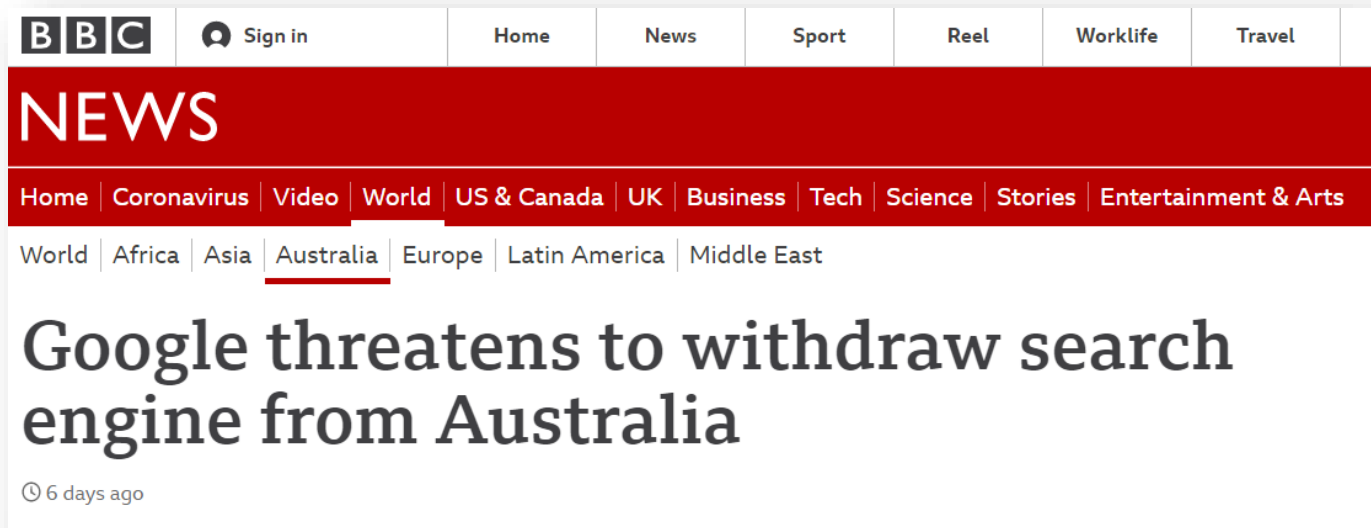 BBC Sign in Home News Sport Reel Worklife Travel
NEWS
Home Coronavirus Video World US & Canada UK Business Tech Science Stories Entertainment & Arts
World Africa Asia Australia Europe Latin America Middle East
Google threatens to withdraw search
engine from Australia
6 days ago